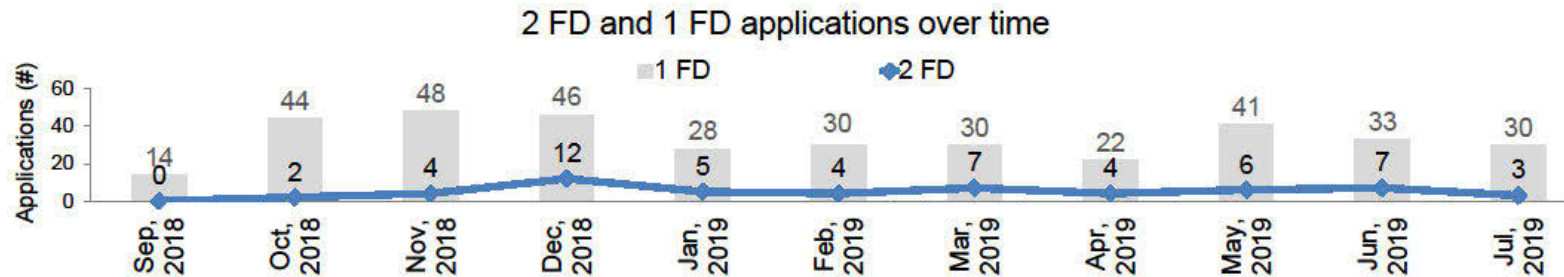 2 FD and 1 FD applications over time
1 FD 2 FD
Applications (#)
60
40
20
0
14 44 48 46 28 30 30 22 41 33 30
0 2 4 12 5 4 7 4 6 7 3
Sep, 2018
Oct, 2018
Nov, 2018
Dec, 2018
Jan, 2019
Feb, 2019
Mar, 2019
Apr, 2019
May, 2019
Jun, 2019
Jul, 2019